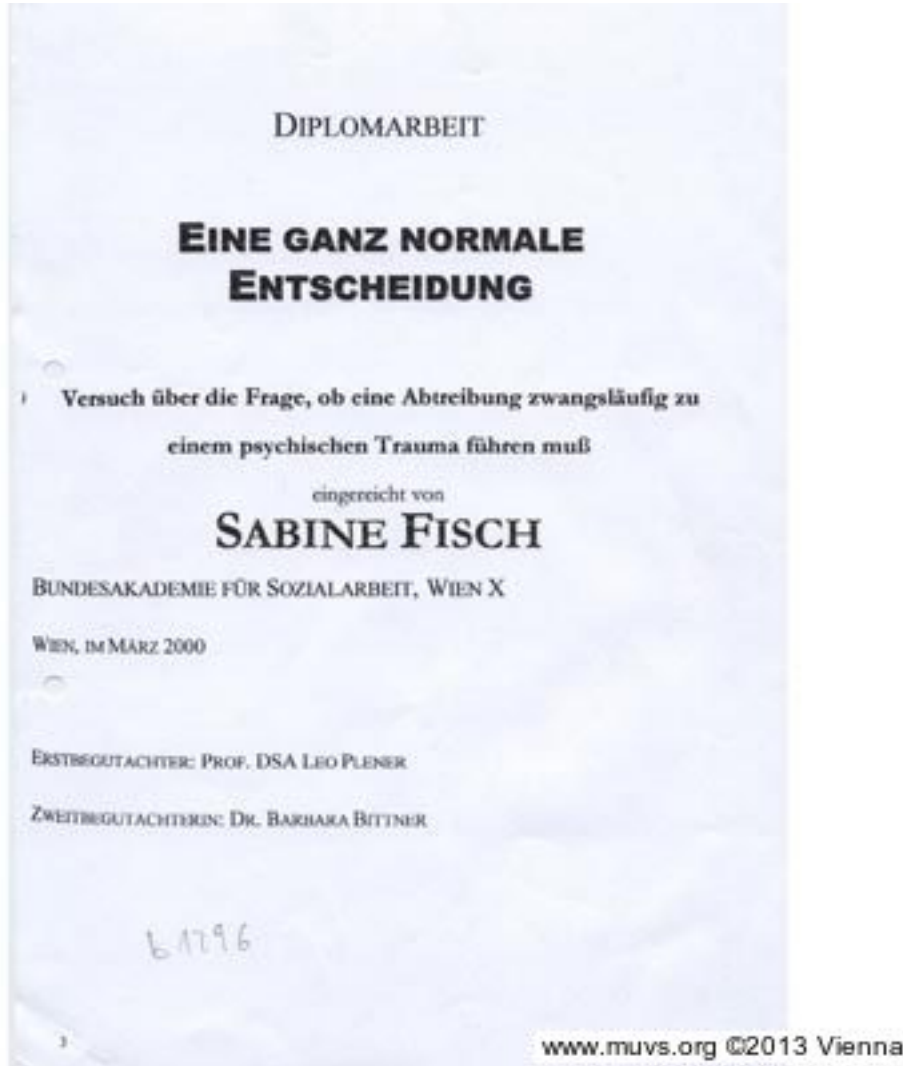 DIPLOMARBEIT
EINE GANZ NORMALE
ENTSCHEIDUNG
Versuch über die Frage, ob eine Abtreibung zwangsläufig zu
einem psychischen Trauma führen muß
eingereicht von
SABINE FISCH
BUNDESAKADEMIE FÜR SOZIALARBEIT, WIEN X
WIEN, IM MÄRZ 2000
ERSTBEGUTACHTER: PROF. DSA LEO PLENER
ZWEITBEGUTACHTERIN: DR. BARBARA BITTNER
b 1796
www.muvs.org ©2013 Vienna